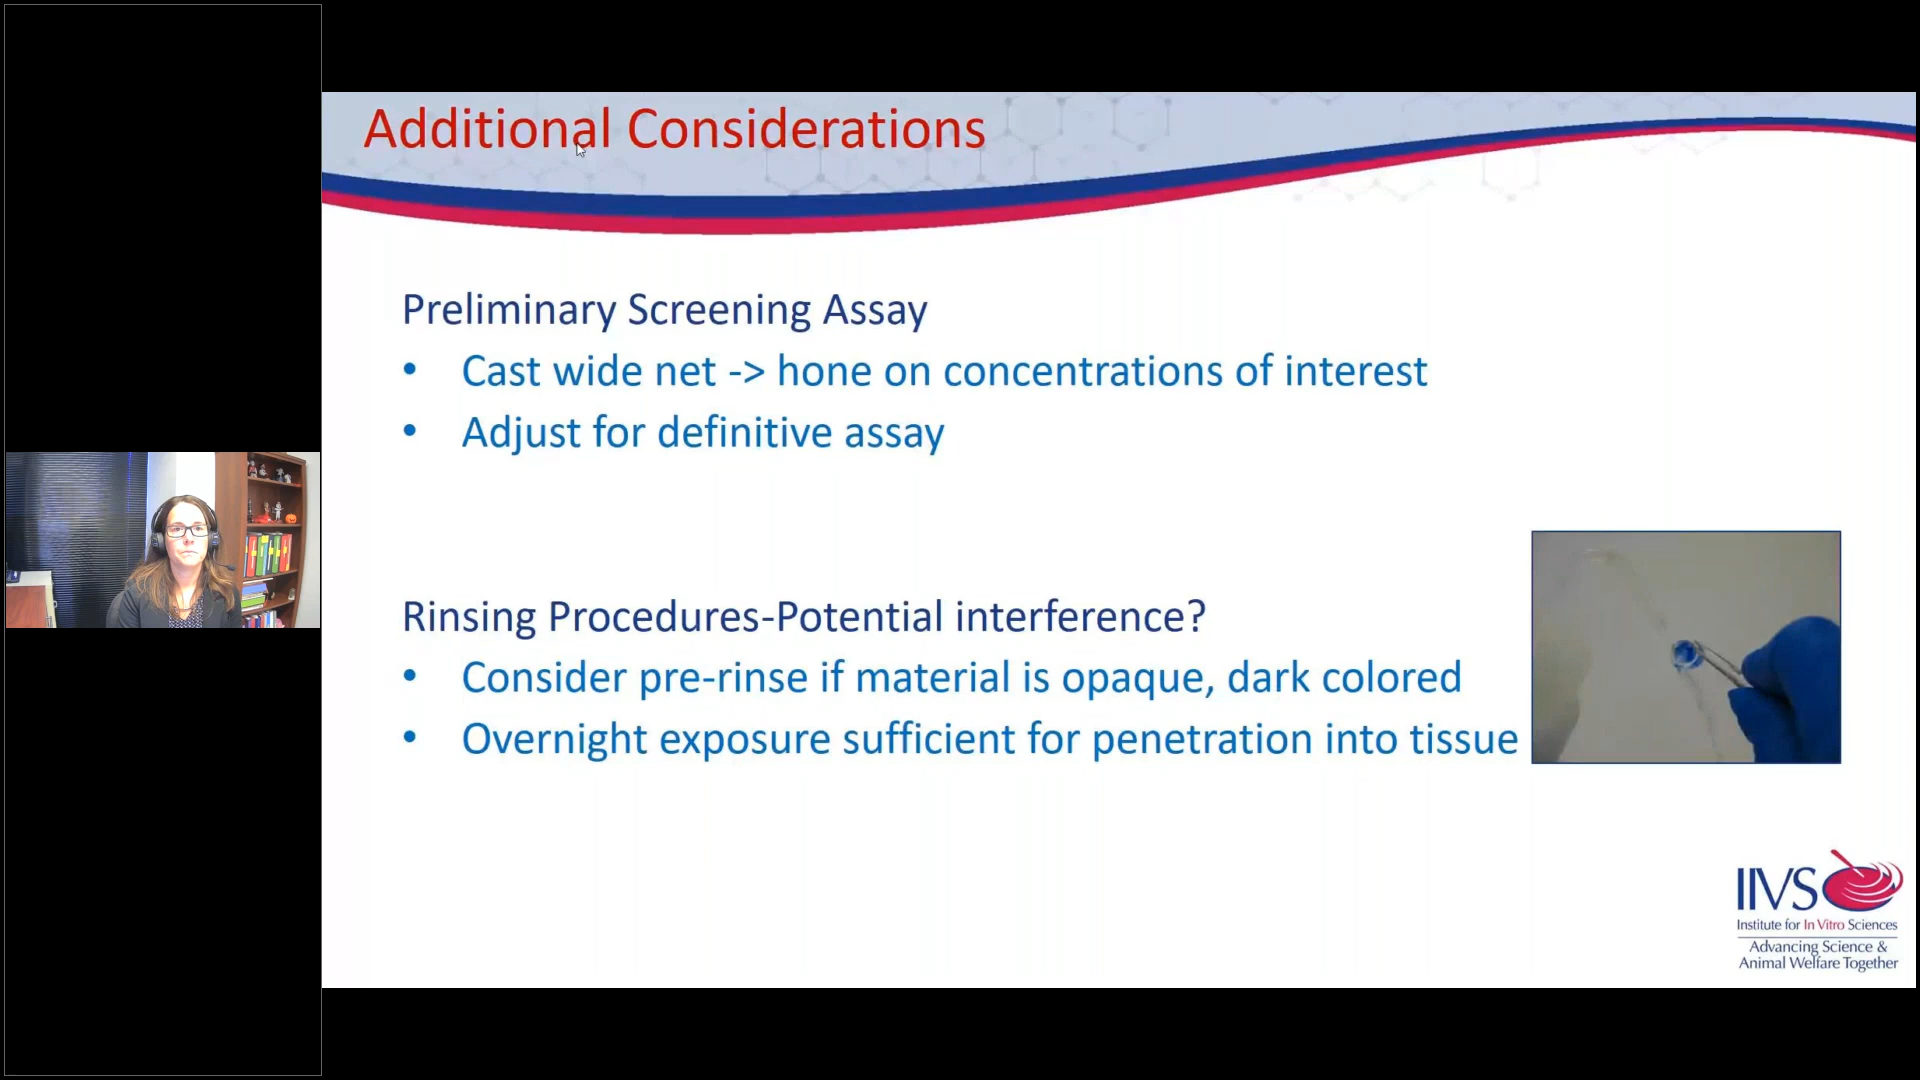 Additional Considerations
Preliminary Screening Assay
• Cast wide net -> hone on concentrations of interest
• Adjust for definitive assay
Rinsing Procedures-Potential interference?
• Consider pre-rinse if material is opaque, dark colored
• Overnight exposure sufficient for penetration into tissue
IIVS
Institute for In Vitro Sciences
Advancing Science &
Animal Welfare Together